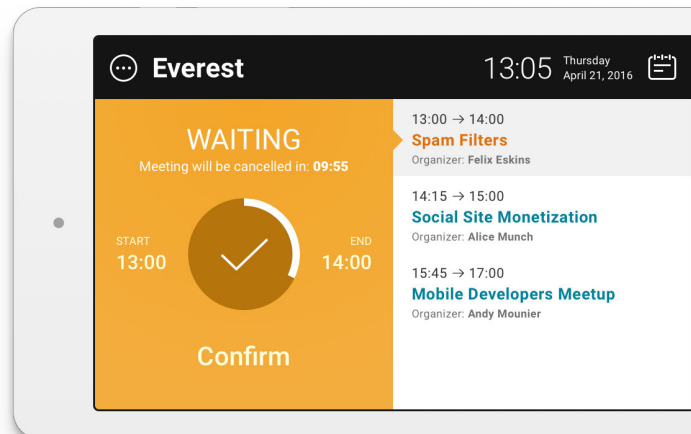 Everest
13:05
Thursday
April 21, 2016
WAITING
Meeting will be cancelled in: 09:55
START
13:00
END
14:00
Confirm
13:00 → 14:00
Spam Filters
Organizer: Felix Eskins
14:15 → 15:00
Social Site Monetization
Organizer: Alice Munch
15:45 → 17:00
Mobile Developers Meetup
Organizer: Andy Mounier